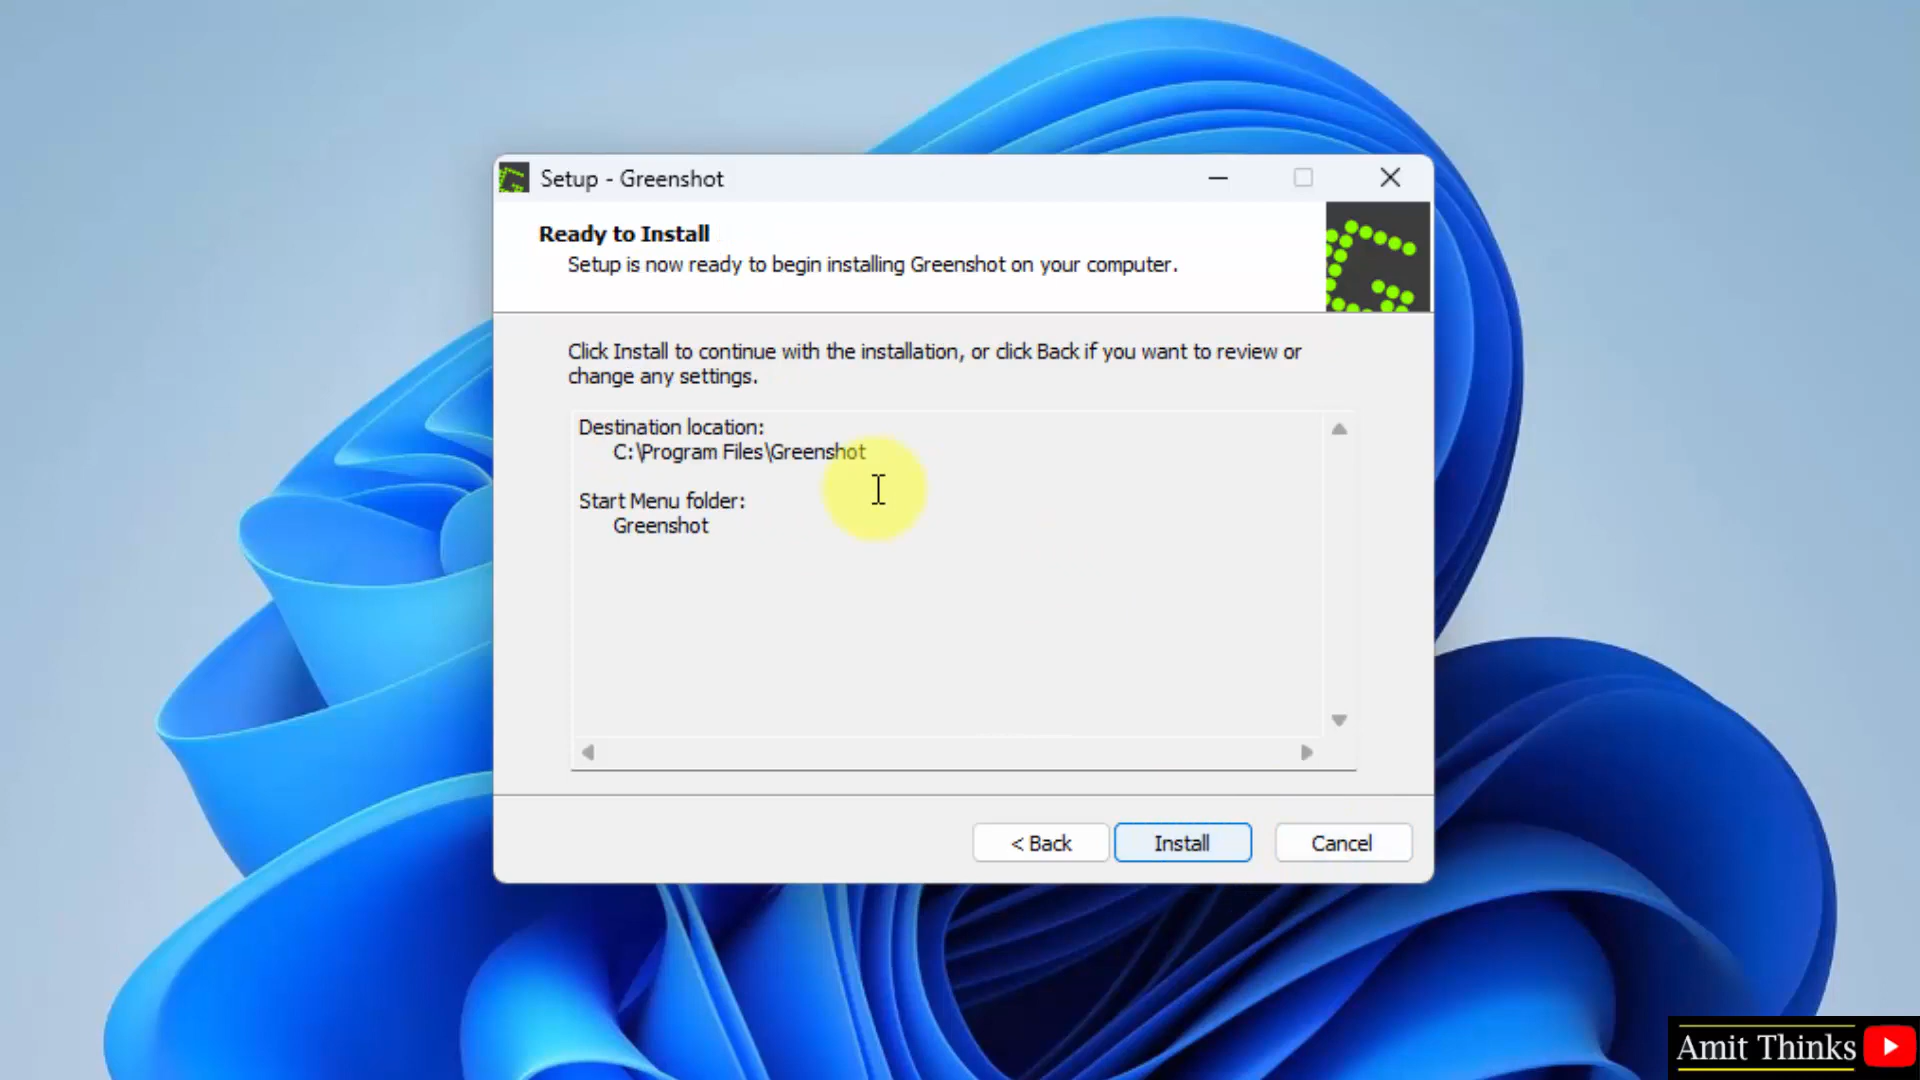 Setup - Greenshot
Ready to Install
Setup is now ready to begin installing Greenshot on your computer.
Click Install to continue with the installation, or click Back if you want to review or
change any settings.
Destination location:
C:\Program Files\Greenshot
Start Menu folder:
Greenshot
< Back
Install
Cancel
Amit Thinks